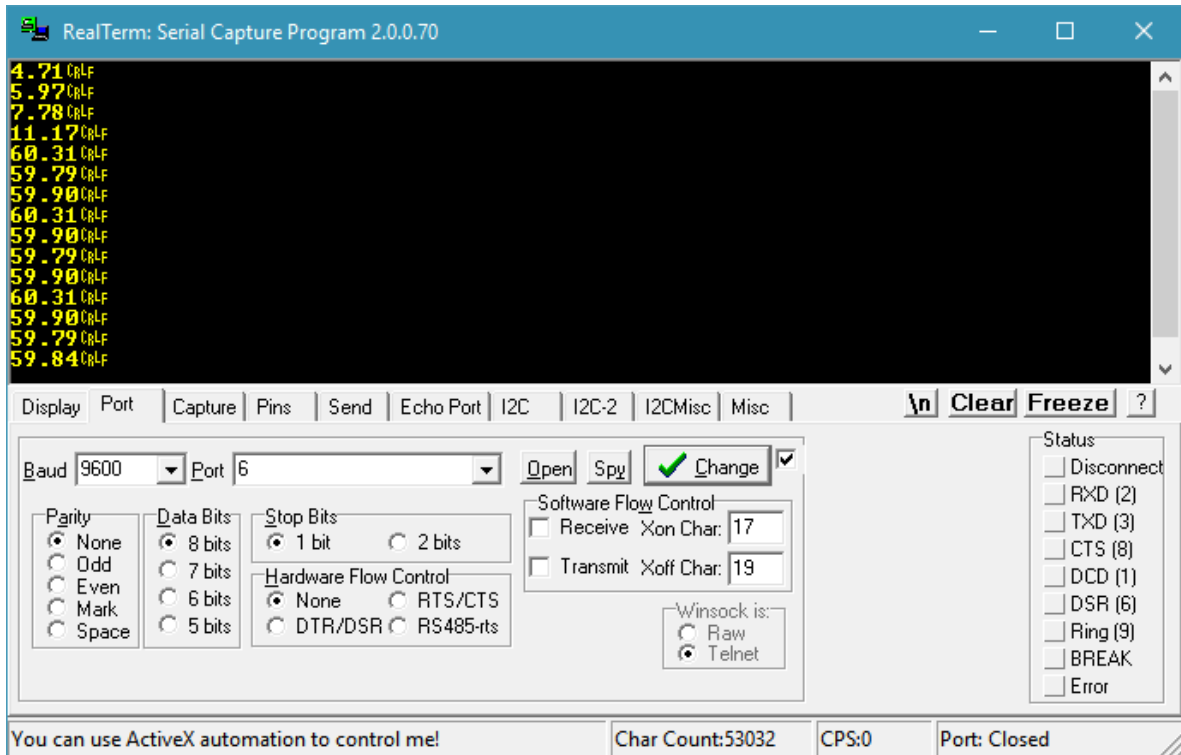 RealTerm: Serial Capture Program 2.0.0.70
4.71CRLF
5.97CRLF
7.78CRLF
11.17CRLF
60.31CRLF
59.79CRLF
59.90CRLF
60.31CRLF
59.90CRLF
59.79CRLF
59.90CRLF
60.31CRLF
59.90CRLF
59.79CRLF
59.84CRLF
Display Port Capture Pins Send Echo Port I2C I2C-2 I2CMisc Misc \n Clear Freeze ?
Baud 9600 Port 6 Open Spy Change
Parity
None
Odd
Even
Mark
Space
Data Bits
8 bits
7 bits
6 bits
5 bits
Stop Bits
1 bit 2 bits
Hardware Flow Control
None RTS/CTS
DTR/DSR RS485-rts
Software Flow Control
Receive Xon Char: 17
Transmit Xoff Char: 19
Winsock is:
Raw
Telnet
Status
Disconnect
RXD (2)
TXD (3)
CTS (8)
DCD (1)
DSR (6)
Ring (9)
BREAK
Error
You can use ActiveX automation to control me! Char Count:53032 CPS:0 Port: Closed